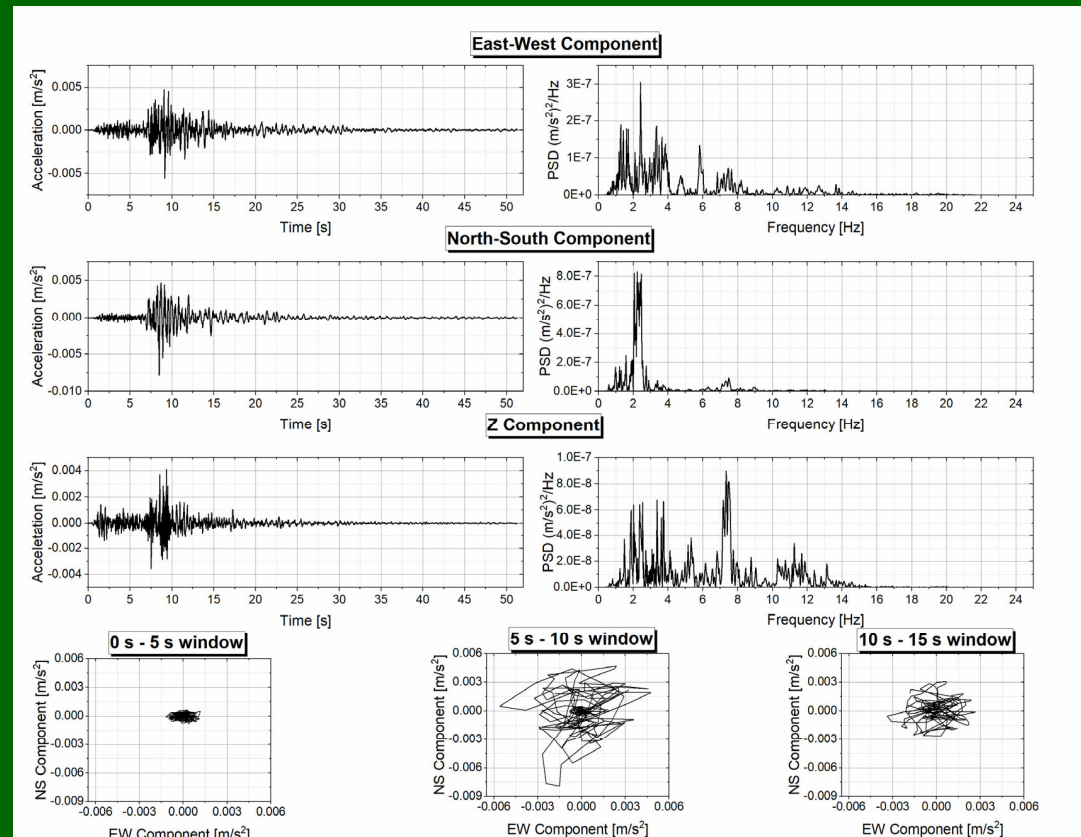 East-West Component
Acceleration [m/s²]
0.005
0.000
-0.005
0 5 10 15 20 25 30 35 40 45 50
Time [s]
PSD (m/s²)²/Hz
3E-7
2E-7
1E-7
0E+0
0 2 4 6 8 10 12 14 16 18 20 22 24
Frequency [Hz]
North-South Component
Acceleration [m/s²]
0.005
0.000
-0.005
-0.010
0 5 10 15 20 25 30 35 40 45 50
Time [s]
PSD (m/s²)²/Hz
8.0E-7
6.0E-7
4.0E-7
2.0E-7
0.0E+0
0 2 4 6 8 10 12 14 16 18 20 22 24
Frequency [Hz]
Z Component
Acceletation [m/s²]
0.004
0.002
0.000
-0.002
-0.004
0 5 10 15 20 25 30 35 40 45 50
Time [s]
PSD (m/s²)²/Hz
1.0E-7
8.0E-8
6.0E-8
4.0E-8
2.0E-8
0.0E+0
0 2 4 6 8 10 12 14 16 18 20 22 24
Frequency [Hz]
0 s - 5 s window
NS Component [m/s²]
0.006
0.003
0.000
-0.003
-0.006
-0.009
-0.006 -0.003 0.000 0.003 0.006
EW Component [m/s²]
5 s - 10 s window
NS Component [m/s²]
0.006
0.003
0.000
-0.003
-0.006
-0.009
-0.006 -0.003 0.000 0.003 0.006
EW Component [m/s²]
10 s - 15 s window
NS Component [m/s²]
0.006
0.003
0.000
-0.003
-0.006
-0.009
-0.006 -0.003 0.000 0.003 0.006
EW Component [m/s²]